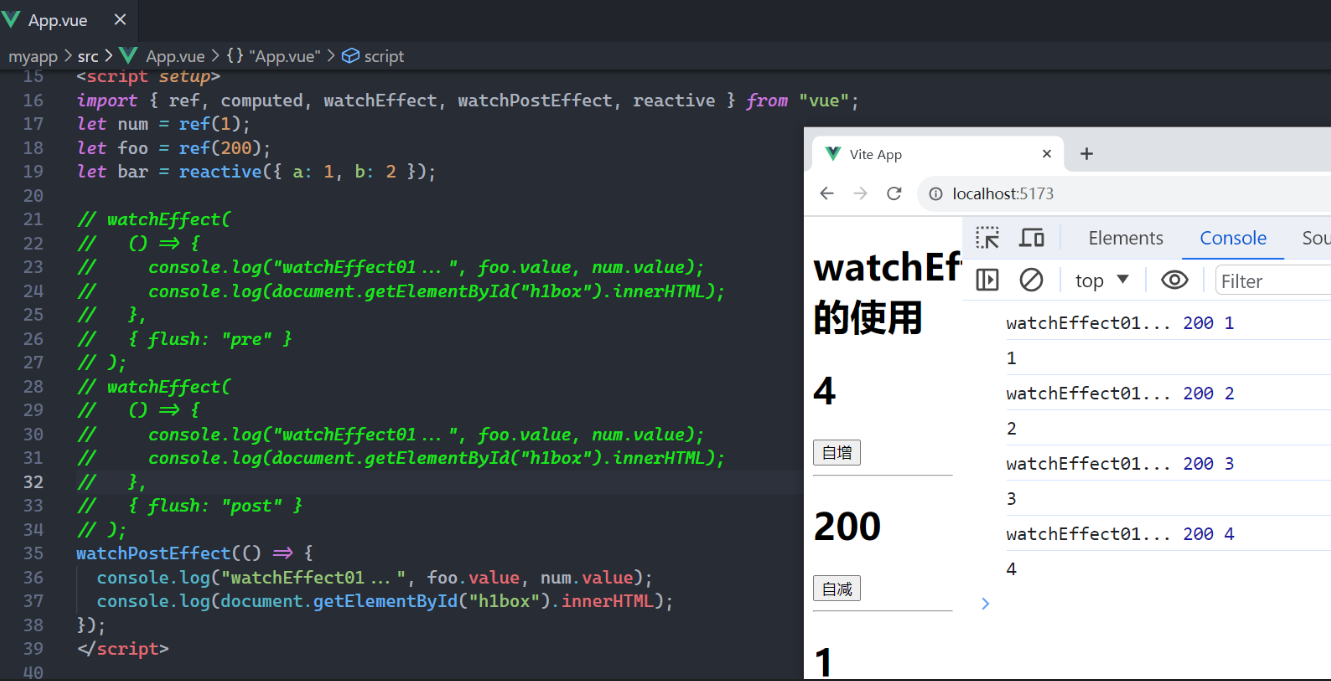 App.vue ×
myapp > src > App.vue > {} "App.vue" > script
15 <script setup>
16 import { ref, computed, watchEffect, watchPostEffect, reactive } from "vue";
17 let num = ref(1);
18 let foo = ref(200);
19 let bar = reactive({ a: 1, b: 2 });
20
21 // watchEffect(
22 //   () => {
23 //     console.log("watchEffect01...", foo.value, num.value);
24 //     console.log(document.getElementById("h1box").innerHTML);
25 //   },
26 //   { flush: "pre" }
27 // );
28 // watchEffect(
29 //   () => {
30 //     console.log("watchEffect01...", foo.value, num.value);
31 //     console.log(document.getElementById("h1box").innerHTML);
32 //   },
33 //   { flush: "post" }
34 // );
35 watchPostEffect(() => {
36   console.log("watchEffect01...", foo.value, num.value);
37   console.log(document.getElementById("h1box").innerHTML);
38 });
39 </script>
40
Vite App × +
localhost:5173
watchEf
的使用
4
自增
200
自减
1
Elements Console Sou
top ▼ Filter
watchEffect01... 200 1
1
watchEffect01... 200 2
2
watchEffect01... 200 3
3
watchEffect01... 200 4
4
>